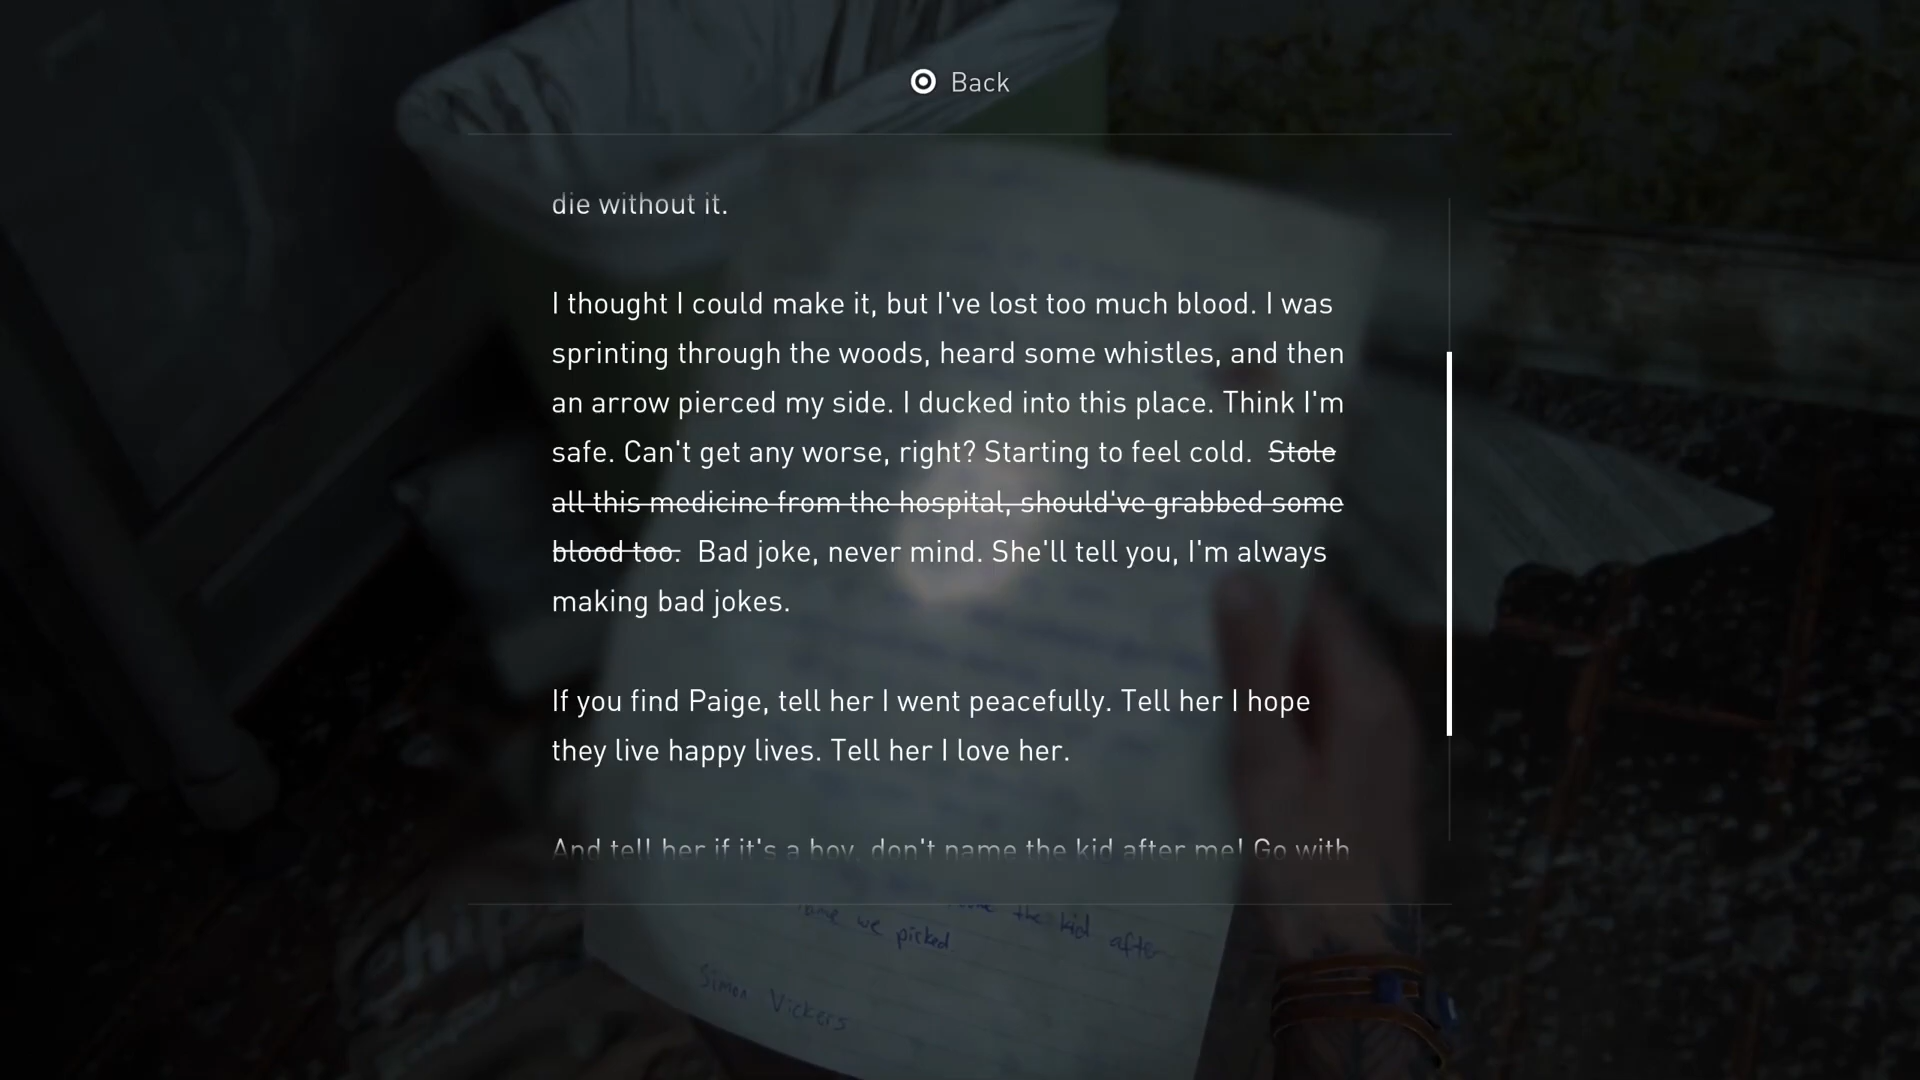 Back
die without it.
I thought I could make it, but I've lost too much blood. I was
sprinting through the woods, heard some whistles, and then
an arrow pierced my side. I ducked into this place. Think I'm
safe. Can't get any worse, right? Starting to feel cold. Stole
all this medicine from the hospital, should've grabbed some
blood too. Bad joke, never mind. She'll tell you, I'm always
making bad jokes.
If you find Paige, tell her I went peacefully. Tell her I hope
they live happy lives. Tell her I love her.
And tell her if it's a boy, don't name the kid after me! Go with
the kid after
we picked
Simon Vickers